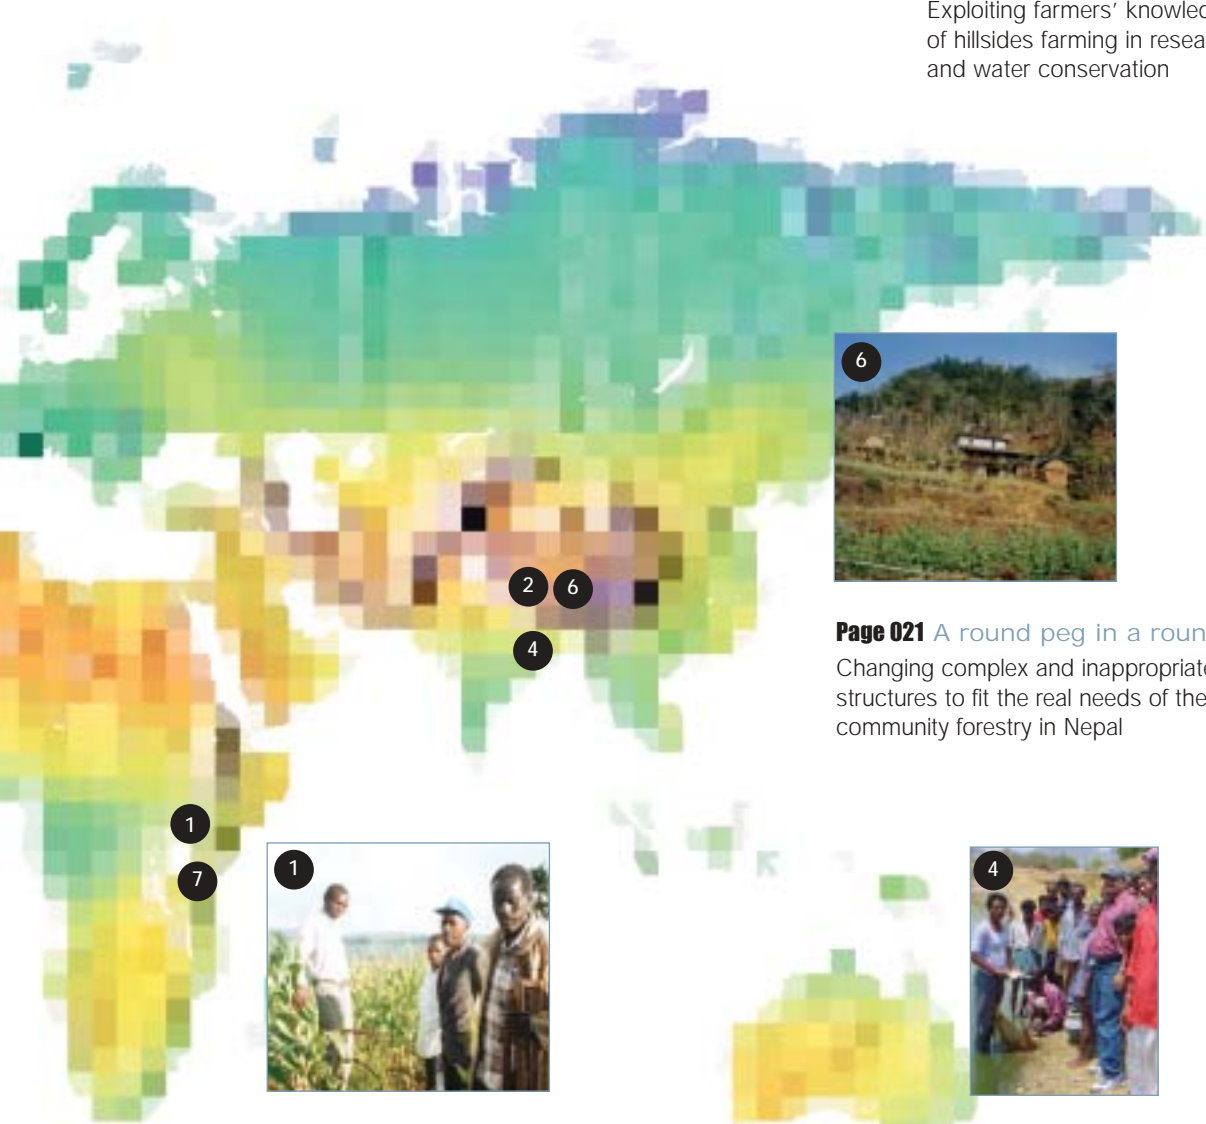 Exploiting farmers' knowled
of hillsides farming in resea
and water conservation
6
2 6
4
Page 021 A round peg in a roun
Changing complex and inappropriate
structures to fit the real needs of the
community forestry in Nepal
1
7
1
4